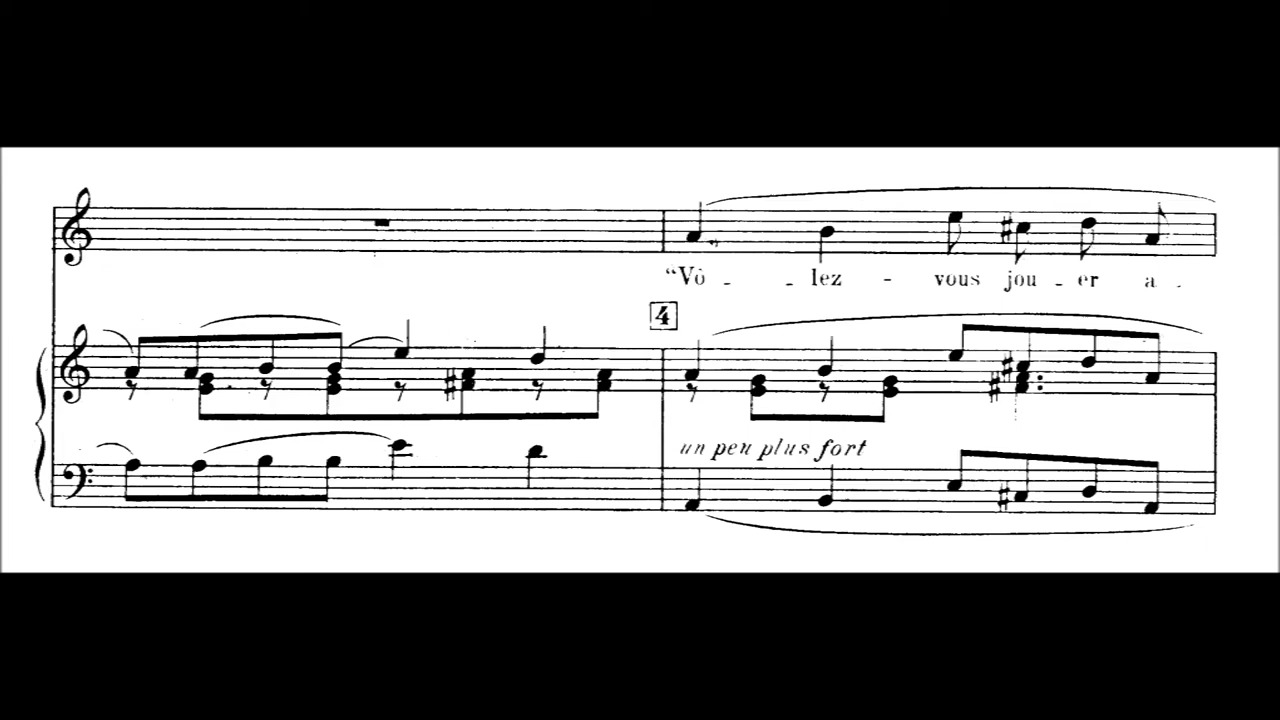 “Vò - - lez - vous jou - er a -
4
un peu plus fort